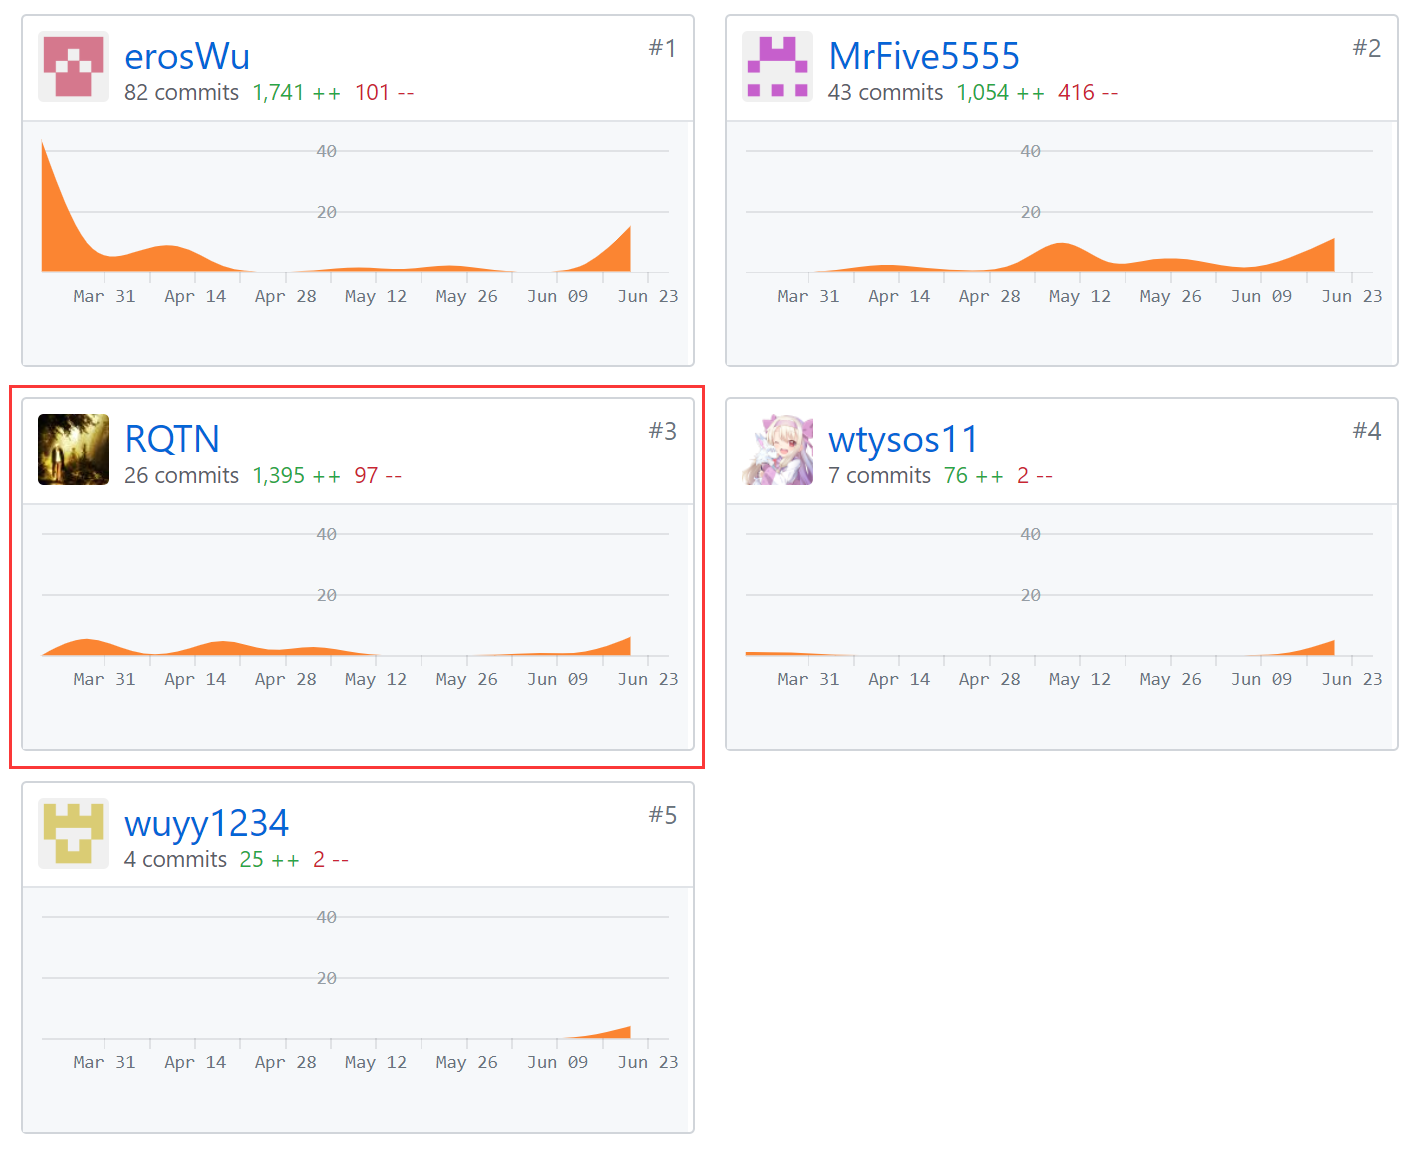 erosWu #1
82 commits 1,741 ++ 101 --
40
20
Mar 31 Apr 14 Apr 28 May 12 May 26 Jun 09 Jun 23
MrFive5555 #2
43 commits 1,054 ++ 416 --
40
20
Mar 31 Apr 14 Apr 28 May 12 May 26 Jun 09 Jun 23
RQTN #3
26 commits 1,395 ++ 97 --
40
20
Mar 31 Apr 14 Apr 28 May 12 May 26 Jun 09 Jun 23
wtysos11 #4
7 commits 76 ++ 2 --
40
20
Mar 31 Apr 14 Apr 28 May 12 May 26 Jun 09 Jun 23
wuyy1234 #5
4 commits 25 ++ 2 --
40
20
Mar 31 Apr 14 Apr 28 May 12 May 26 Jun 09 Jun 23